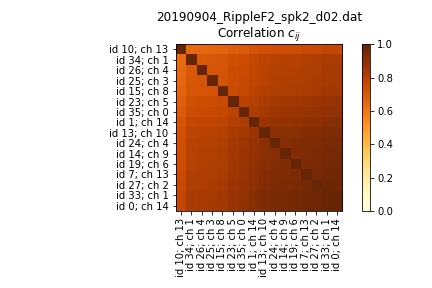 20190904_RippleF2_spk2_d02.dat
Correlation c_ij
id 10; ch 13
id 34; ch 1
id 26; ch 4
id 25; ch 3
id 15; ch 8
id 23; ch 5
id 35; ch 0
id 1; ch 14
id 13; ch 10
id 24; ch 4
id 14; ch 9
id 19; ch 6
id 7; ch 13
id 27; ch 2
id 33; ch 1
id 0; ch 14
id 10; ch 13
id 34; ch 1
id 26; ch 4
id 25; ch 3
id 15; ch 8
id 23; ch 5
id 35; ch 0
id 1; ch 14
id 13; ch 10
id 24; ch 4
id 14; ch 9
id 19; ch 6
id 7; ch 13
id 27; ch 2
id 33; ch 1
id 0; ch 14
1.0
0.8
0.6
0.4
0.2
0.0